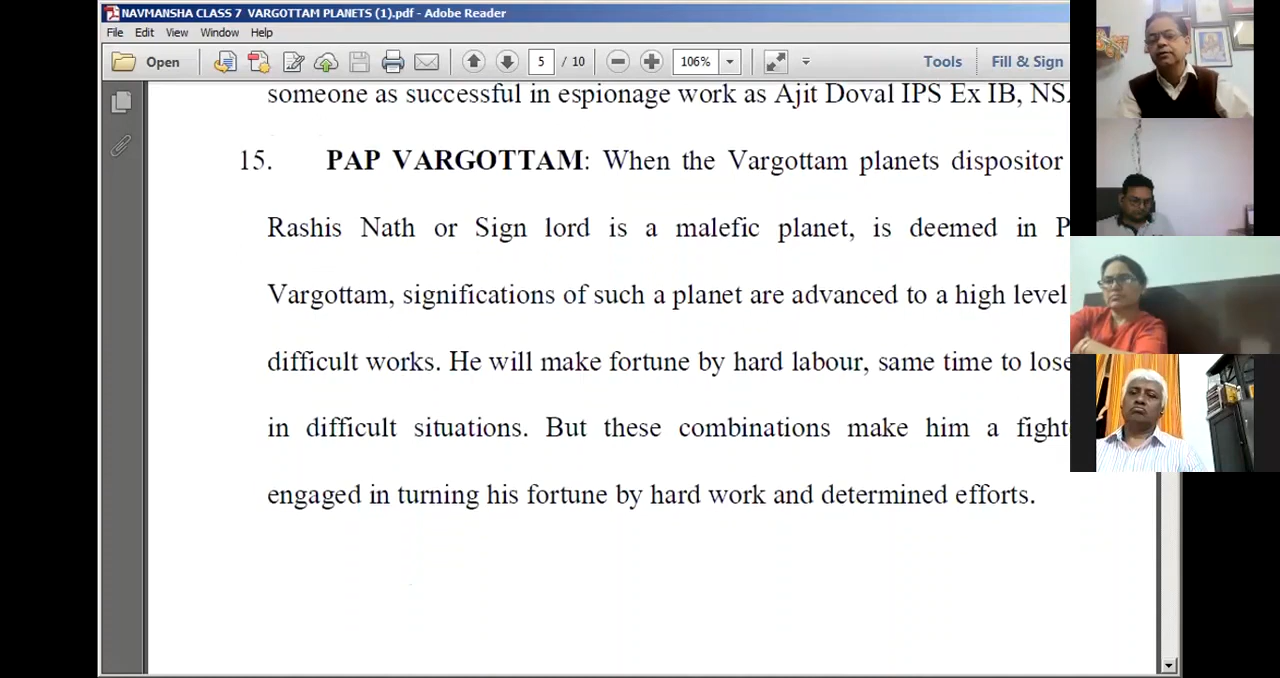 NAVMANSHA CLASS 7 VARGOTTAM PLANETS (1).pdf - Adobe Reader
File Edit View Window Help
Open 5 / 10 106% Tools Fill & Sign
someone as successful in espionage work as Ajit Doval IPS Ex IB,
15. PAP VARGOTTAM: When the Vargottam planets dispositor
Rashis Nath or Sign lord is a malefic planet, is deemed in
Vargottam, significations of such a planet are advanced to a high level
difficult works. He will make fortune by hard labour, same time to lose
in difficult situations. But these combinations make him a
engaged in turning his fortune by hard work and determined efforts.